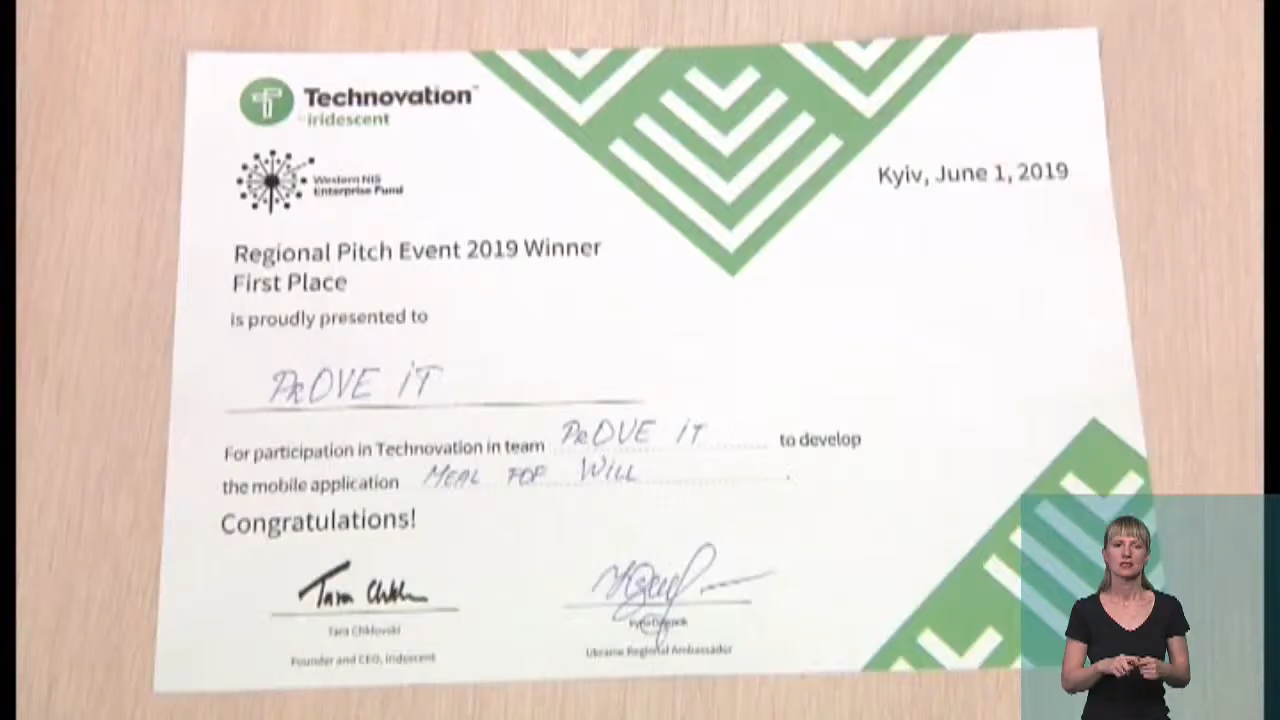 Technovation™
iridescent
Western NIS
Enterprise Fund
Kyiv, June 1, 2019
Regional Pitch Event 2019 Winner
First Place
is proudly presented to
PROVE IT
For participation in Technovation in team PROVE IT to develop
the mobile application MEAL FOR WILL .
Congratulations!
Tara Chklovski
Founder and CEO, Iridescent
Ukraine Regional Ambassador